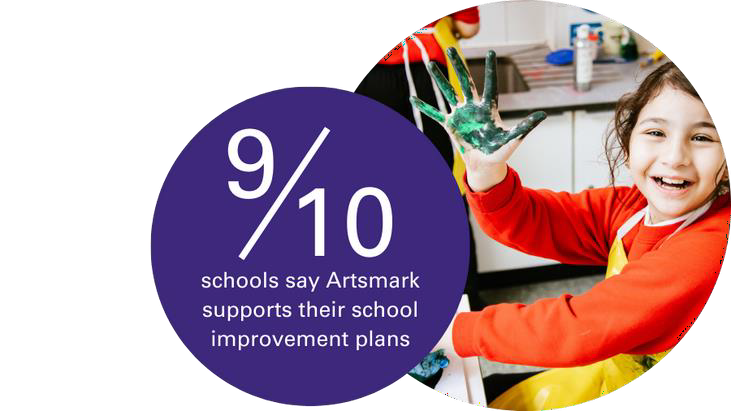 9/10
schools say Artsmark
supports their school
improvement plans